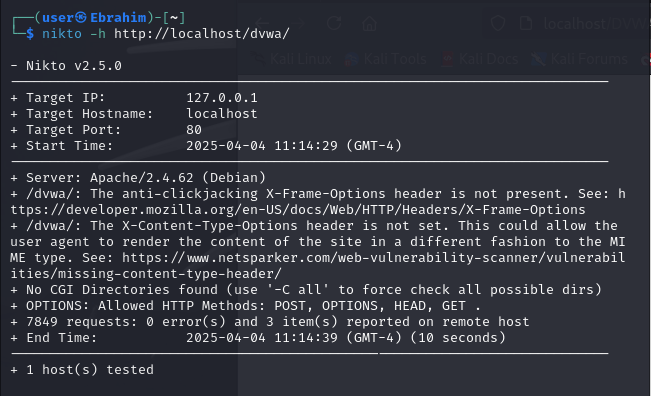 ┌──(user㉿Ebrahim)-[~]
└─$ nikto -h http://localhost/dvwa/
localhost/DVWA
Kali Linux Kali Tools Kali Docs Kali Forums
- Nikto v2.5.0
+ Target IP: 127.0.0.1
+ Target Hostname: localhost
+ Target Port: 80
+ Start Time: 2025-04-04 11:14:29 (GMT-4)
+ Server: Apache/2.4.62 (Debian)
+ /dvwa/: The anti-clickjacking X-Frame-Options header is not present. See: h
ttps://developer.mozilla.org/en-US/docs/Web/HTTP/Headers/X-Frame-Options
+ /dvwa/: The X-Content-Type-Options header is not set. This could allow the
user agent to render the content of the site in a different fashion to the MI
ME type. See: https://www.netsparker.com/web-vulnerability-scanner/vulnerabil
ities/missing-content-type-header/
+ No CGI Directories found (use '-C all' to force check all possible dirs)
+ OPTIONS: Allowed HTTP Methods: POST, OPTIONS, HEAD, GET .
+ 7849 requests: 0 error(s) and 3 item(s) reported on remote host
+ End Time: 2025-04-04 11:14:39 (GMT-4) (10 seconds)
+ 1 host(s) tested